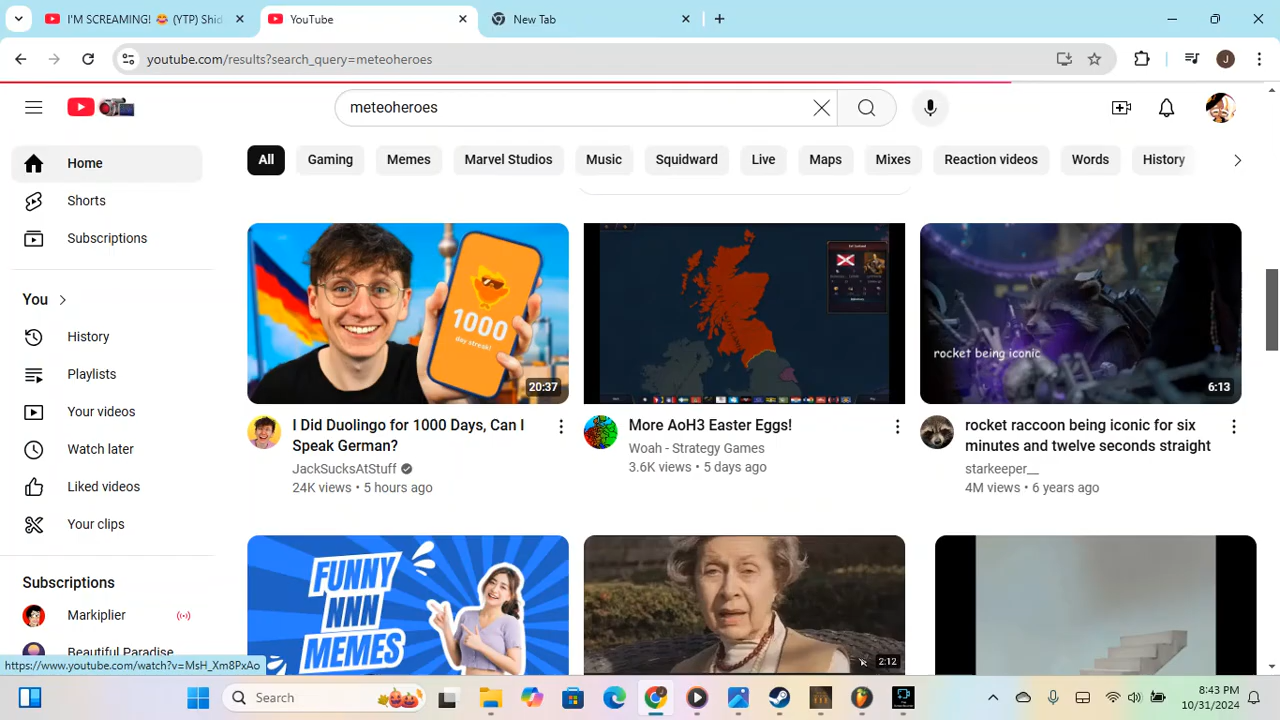 I'M SCREAMING! 😂 (YTP) Shid
YouTube
New Tab
youtube.com/results?search_query=meteoheroes
J
meteoheroes
All
Gaming
Memes
Marvel Studios
Music
Squidward
Live
Maps
Mixes
Reaction videos
Words
History
Home
Shorts
Subscriptions
You
History
Playlists
Your videos
Watch later
Liked videos
Your clips
Subscriptions
Markiplier
Beautiful Paradise
1000
day streak!
20:37
I Did Duolingo for 1000 Days, Can I
Speak German?
JackSucksAtStuff
24K views • 5 hours ago
More AoH3 Easter Eggs!
Woah - Strategy Games
3.6K views • 5 days ago
rocket being iconic
6:13
rocket raccoon being iconic for six
minutes and twelve seconds straight
starkeeper__
4M views • 6 years ago
FUNNY
NNN
MEMES
2:12
https://www.youtube.com/watch?v=MsH_Xm8PxAo
Search
8:43 PM
10/31/2024